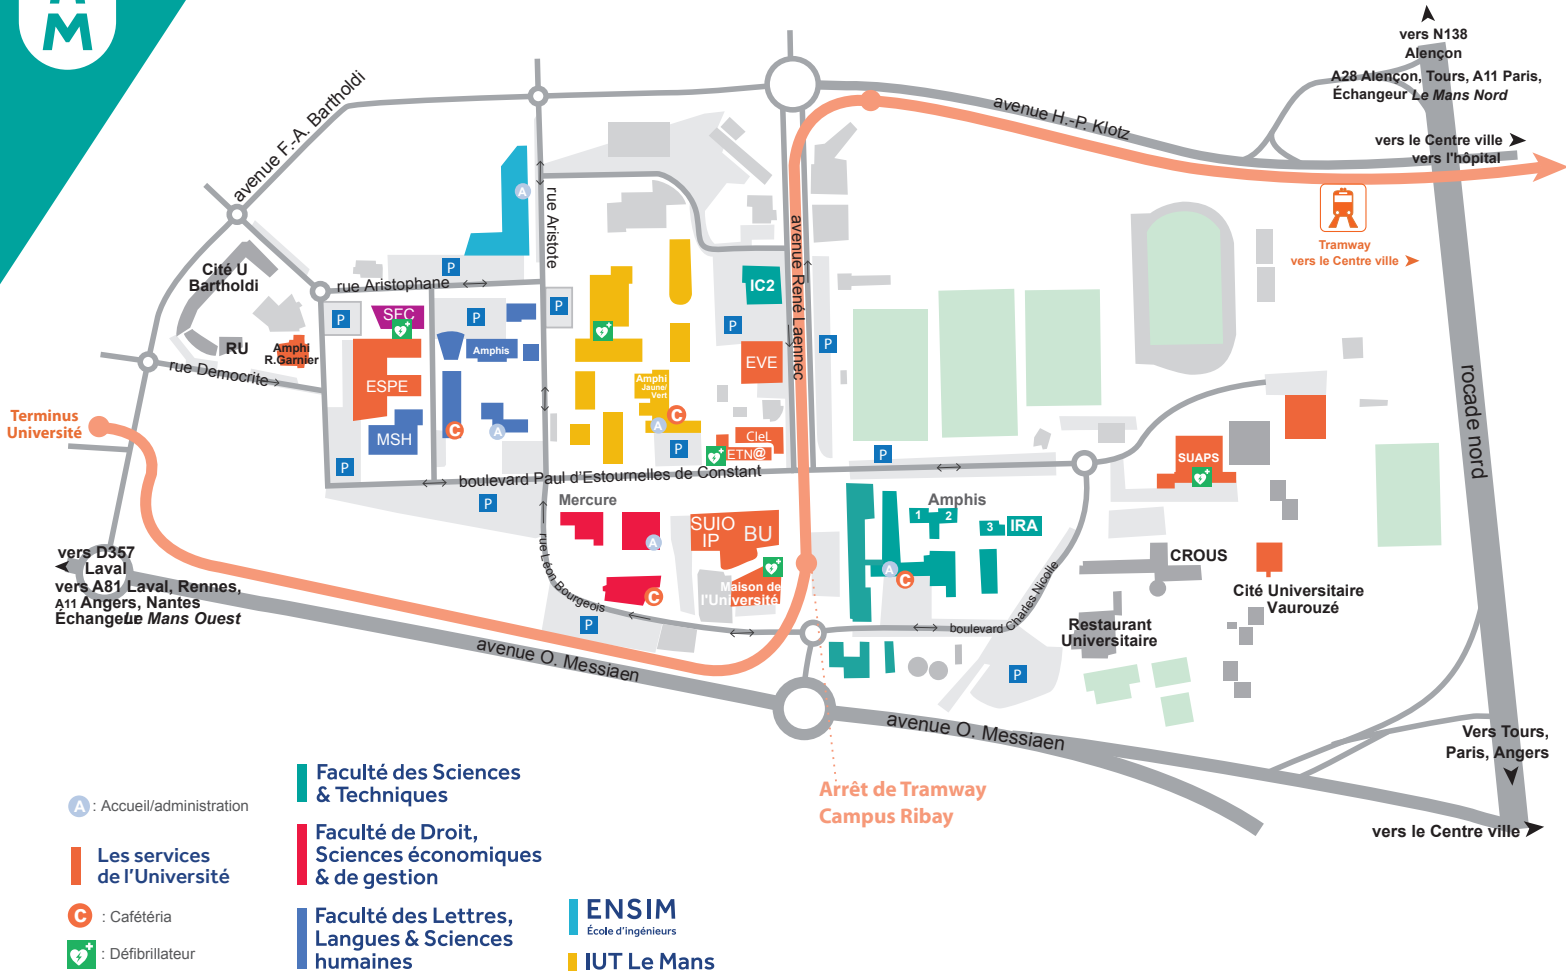 M
vers N138
Alençon
A28 Alençon, Tours, A11 Paris,
Échangeur Le Mans Nord
vers le Centre ville
vers l'hôpital
avenue H.-P. Klotz
avenue F.-A. Bartholdi
rue Aristote
avenue René Laennec
Tramway
vers le Centre ville
Cité U
Bartholdi
rue Aristophane
A
P
P
P
P
P
P
IC2
SFC
RU
Amphi
R.Garnier
Amphis
rue Democrite
ESPE
EVE
Amphi
Jaune/
Vert
rocade nord
Terminus
Université
MSH
C
A
C
A
P
P
P
CIeL
ETN@
boulevard Paul d'Estournelles de Constant
SUAPS
P
Mercure
Amphis
SUIO
IP
BU
1
2
3
IRA
A
rue Léon Bourgeois
CROUS
vers D357
Laval
vers A81 Laval, Rennes,
A11 Angers, Nantes
Échangeur Le Mans Ouest
Maison de
l'Université
C
A
C
Cité Universitaire
Vaurouzé
P
boulevard Charles Nicolle
Restaurant
Universitaire
P
avenue O. Messiaen
avenue O. Messiaen
Vers Tours,
Paris, Angers
Arrêt de Tramway
Campus Ribay
vers le Centre ville
A : Accueil/administration
Les services
de l'Université
C : Cafétéria
: Défibrillateur
Faculté des Sciences
& Techniques
Faculté de Droit,
Sciences économiques
& de gestion
Faculté des Lettres,
Langues & Sciences
humaines
ENSIM
École d'ingénieurs
IUT Le Mans